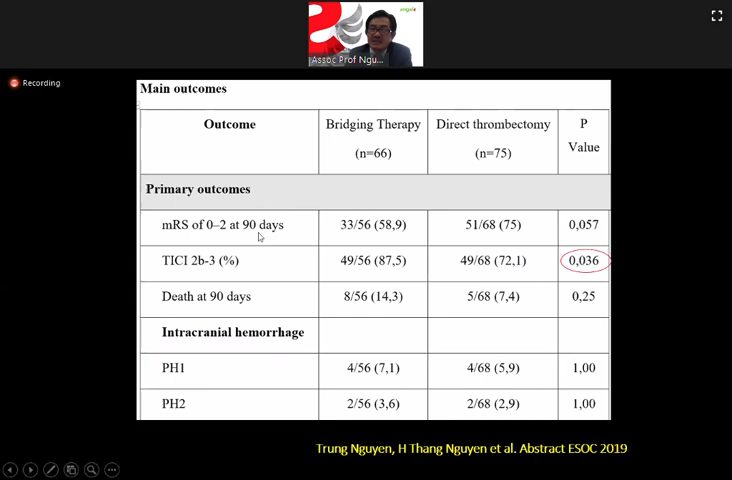 angels
Assoc Prof Ngu...
Recording
Main outcomes
Outcome Bridging Therapy (n=66) Direct thrombectomy (n=75) P Value
Primary outcomes
mRS of 0–2 at 90 days 33/56 (58,9) 51/68 (75) 0,057
TICI 2b-3 (%) 49/56 (87,5) 49/68 (72,1) 0,036
Death at 90 days 8/56 (14,3) 5/68 (7,4) 0,25
Intracranial hemorrhage
PH1 4/56 (7,1) 4/68 (5,9) 1,00
PH2 2/56 (3,6) 2/68 (2,9) 1,00
Trung Nguyen, H Thang Nguyen et al. Abstract ESOC 2019